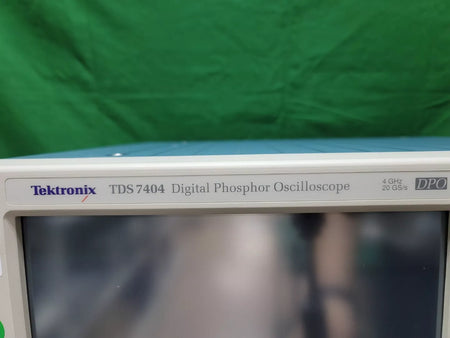 Tektronix TDS 7404 Digital Phosphor Oscilloscope 4 GHz DPO
20 GS/s